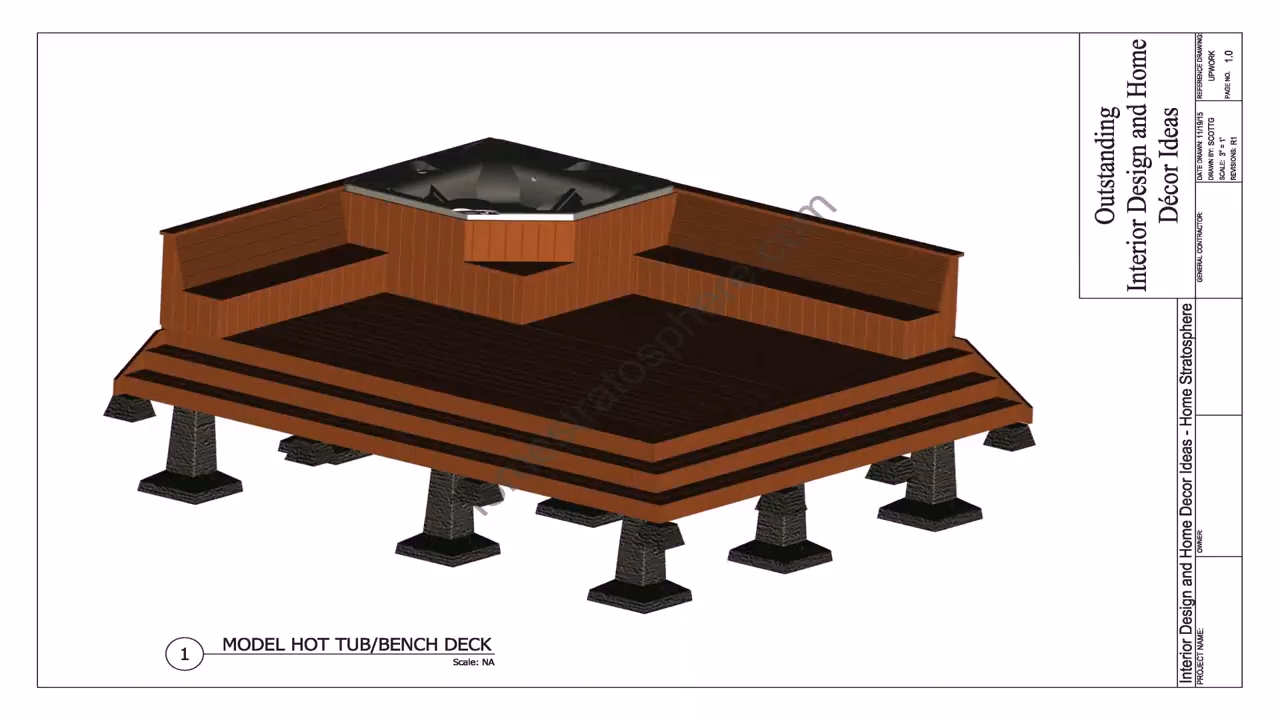 Outstanding
Interior Design and Home
Décor Ideas
REFERENCE DRAWING:
UPWORK
PAGE NO. 1.0
DATE DRAWN: 11/19/15
DRAWN BY: SCOTTG
SCALE: 3" = 1'
REVISIONS: R1
GENERAL CONTRACTOR:
Interior Design and Home Decor Ideas - Home Stratosphere
OWNER:
PROJECT NAME:
homestratosphere.com
1
MODEL HOT TUB/BENCH DECK
Scale: NA